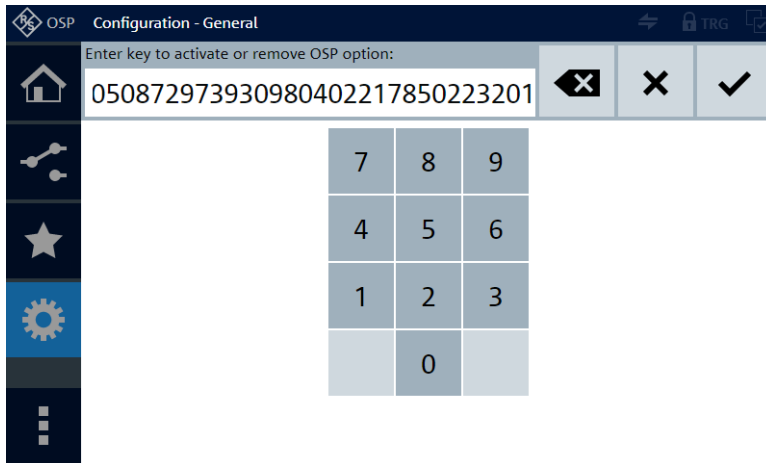 R&S OSP Configuration - General TRG
Enter key to activate or remove OSP option:
050872973930980402217850223201
7 8 9
4 5 6
1 2 3
0